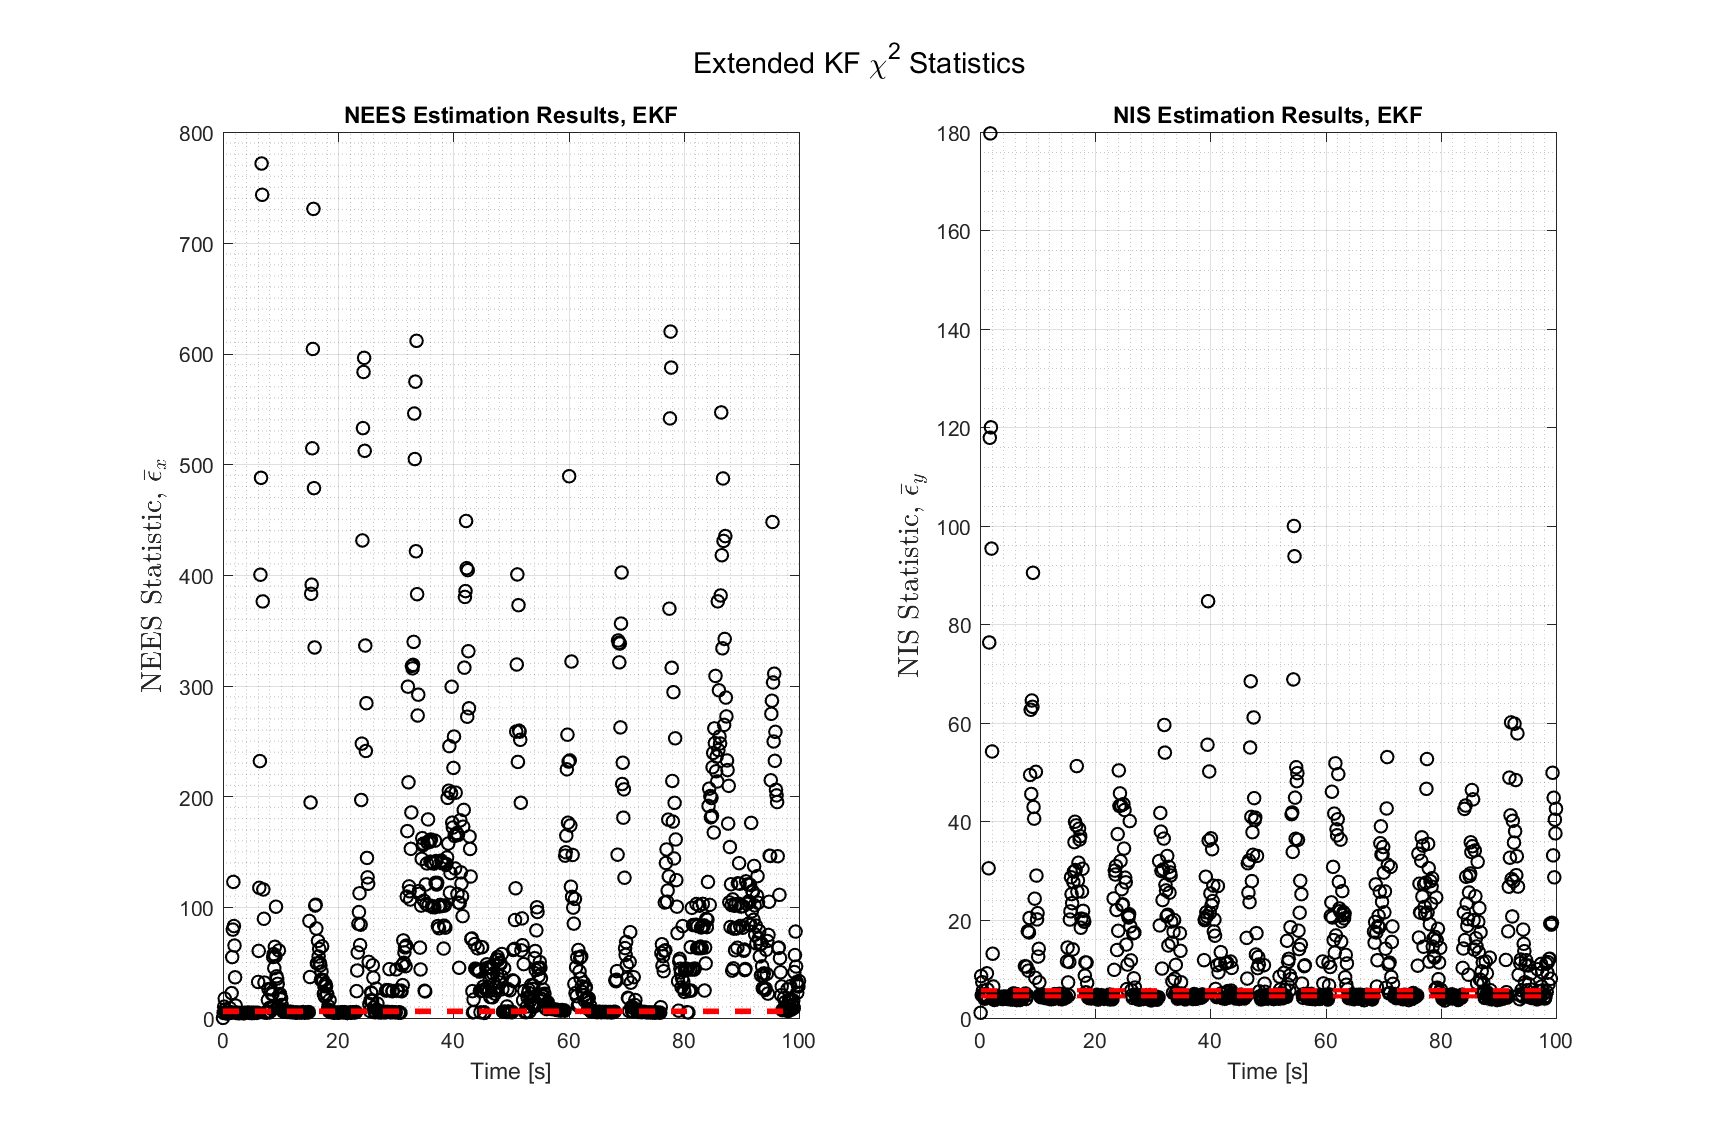 Extended KF χ² Statistics
NEES Estimation Results, EKF
800
700
600
500
400
300
200
100
0
NEES Statistic, ε̄ₓ
0 20 40 60 80 100
Time [s]
NIS Estimation Results, EKF
180
160
140
120
100
80
60
40
20
0
NIS Statistic, ε̄_y
0 20 40 60 80 100
Time [s]